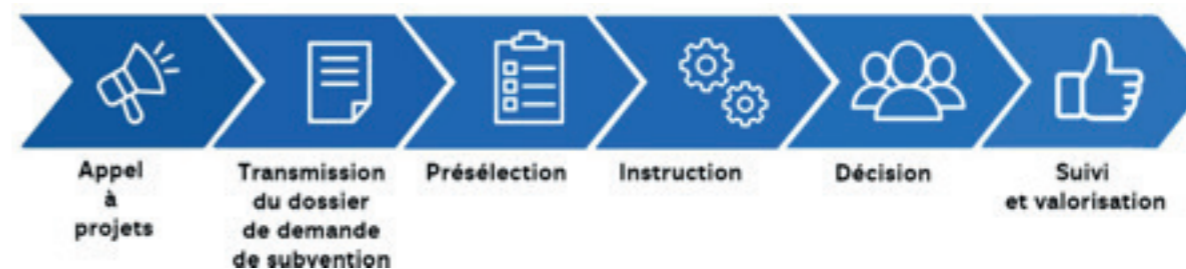 Appel
à
projets
Transmission
du dossier
de demande
de subvention
Présélection
Instruction
Décision
Suivi
et valorisation